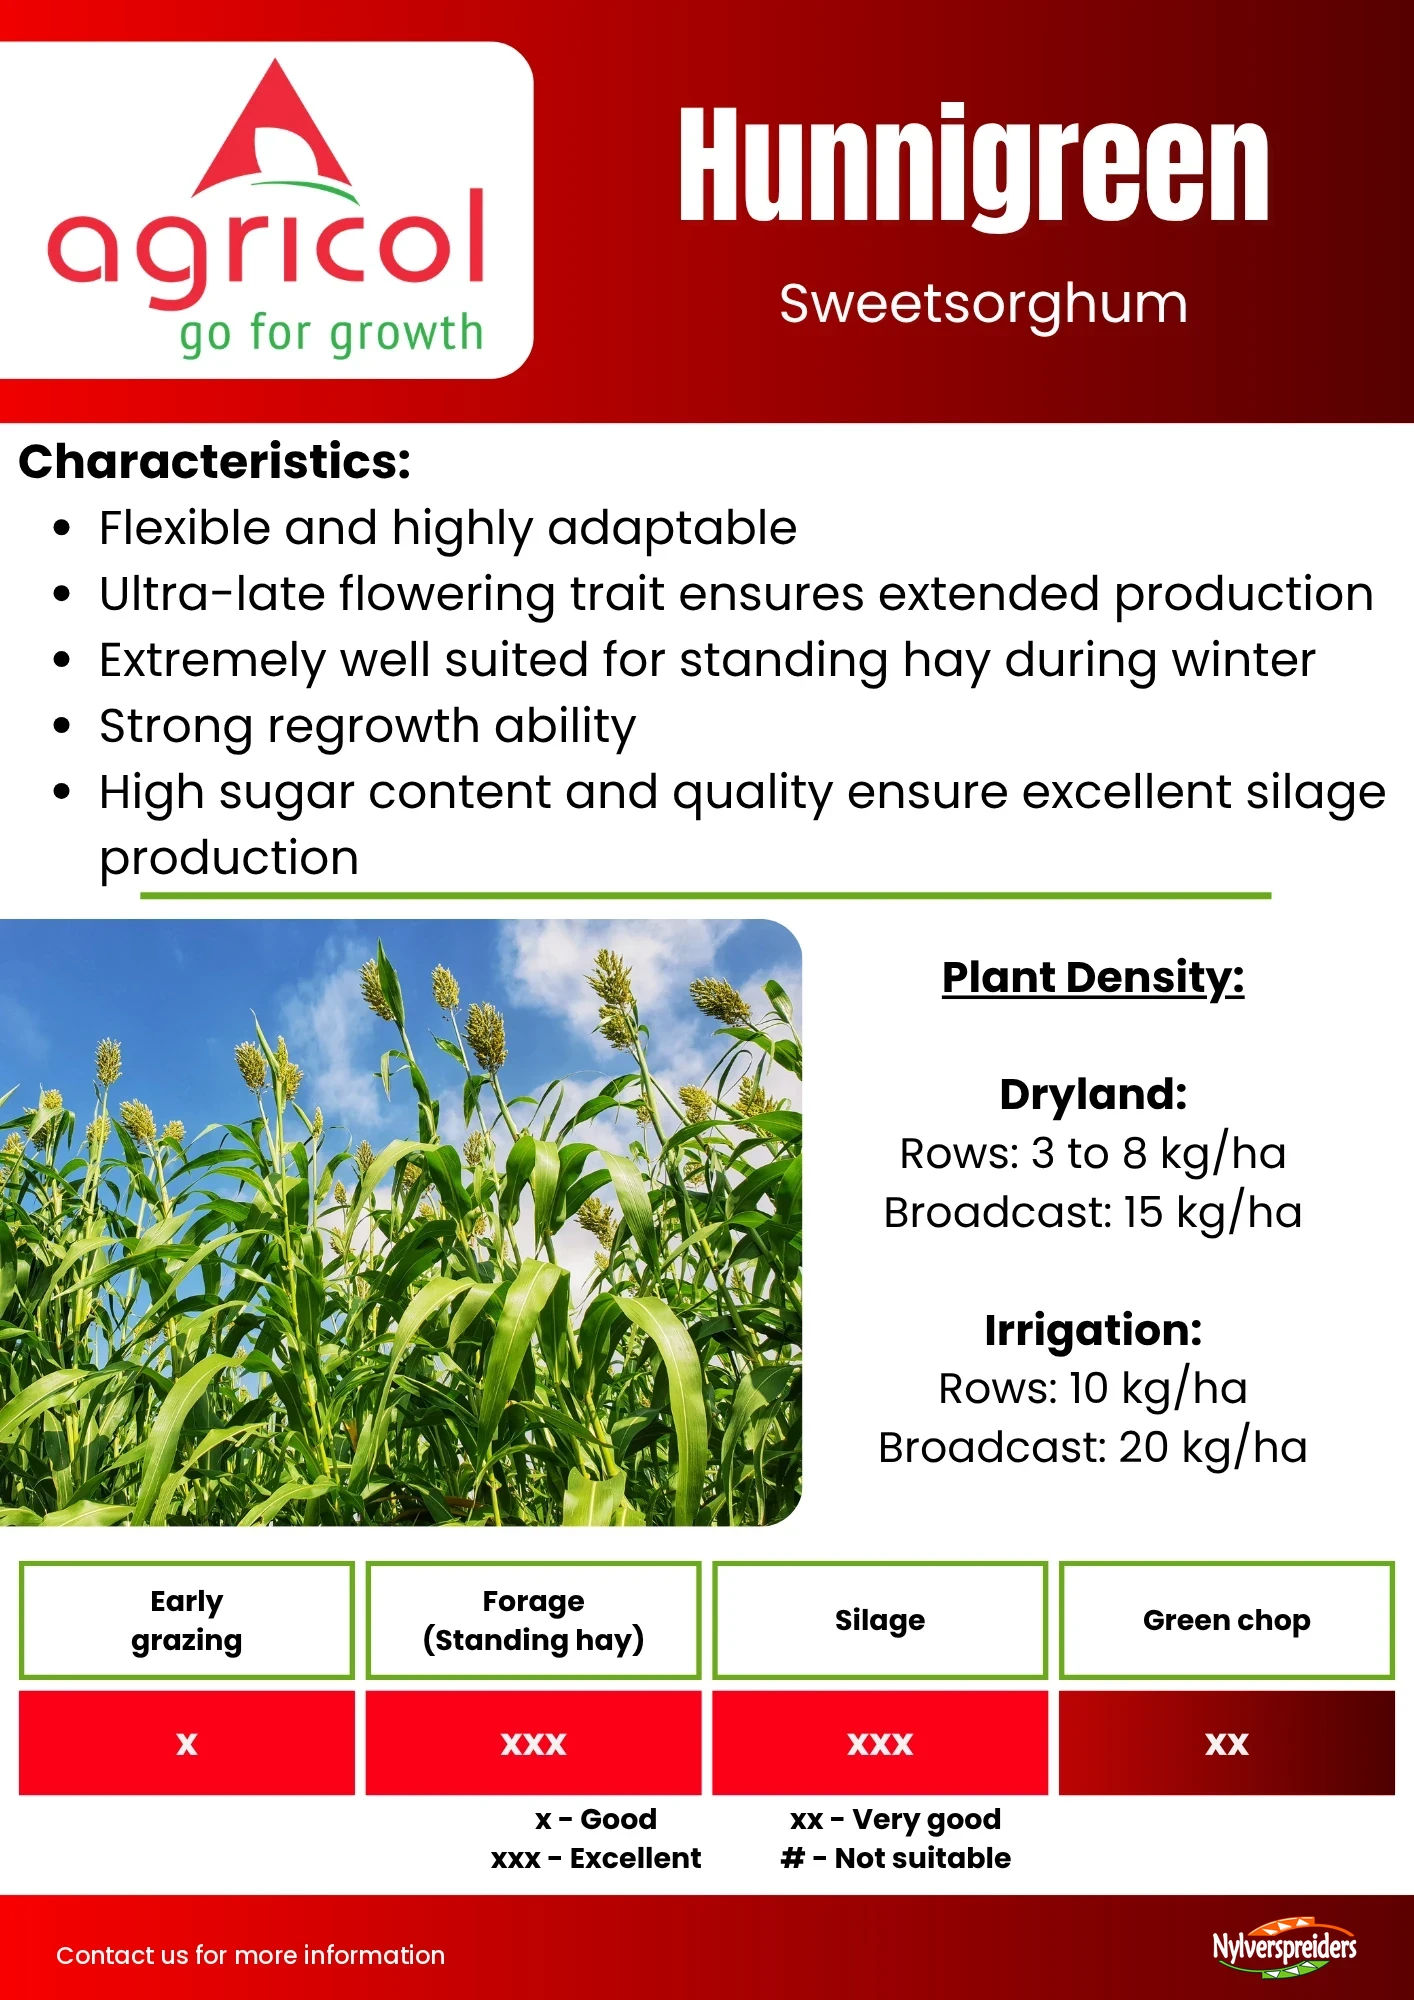 agricol
go for growth
Hunnigreen
Sweetsorghum
Characteristics:
• Flexible and highly adaptable
• Ultra-late flowering trait ensures extended production
• Extremely well suited for standing hay during winter
• Strong regrowth ability
• High sugar content and quality ensure excellent silage
production
Plant Density:
Dryland:
Rows: 3 to 8 kg/ha
Broadcast: 15 kg/ha
Irrigation:
Rows: 10 kg/ha
Broadcast: 20 kg/ha
Early
grazing
Forage
(Standing hay)
Silage
Green chop
x
xxx
xxx
xx
x - Good
xx - Very good
xxx - Excellent
# - Not suitable
Contact us for more information
Nylverspreiders